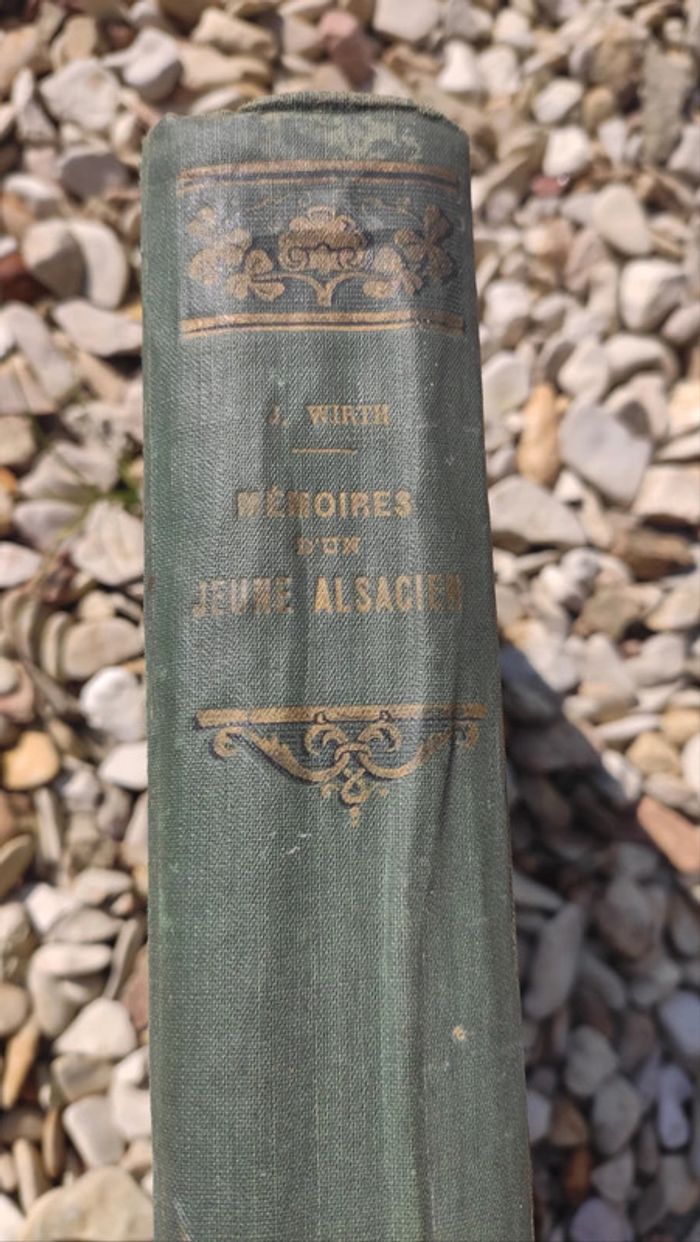 J. WIRTH
MÉMOIRES
D'UN
JEUNE ALSACIEN